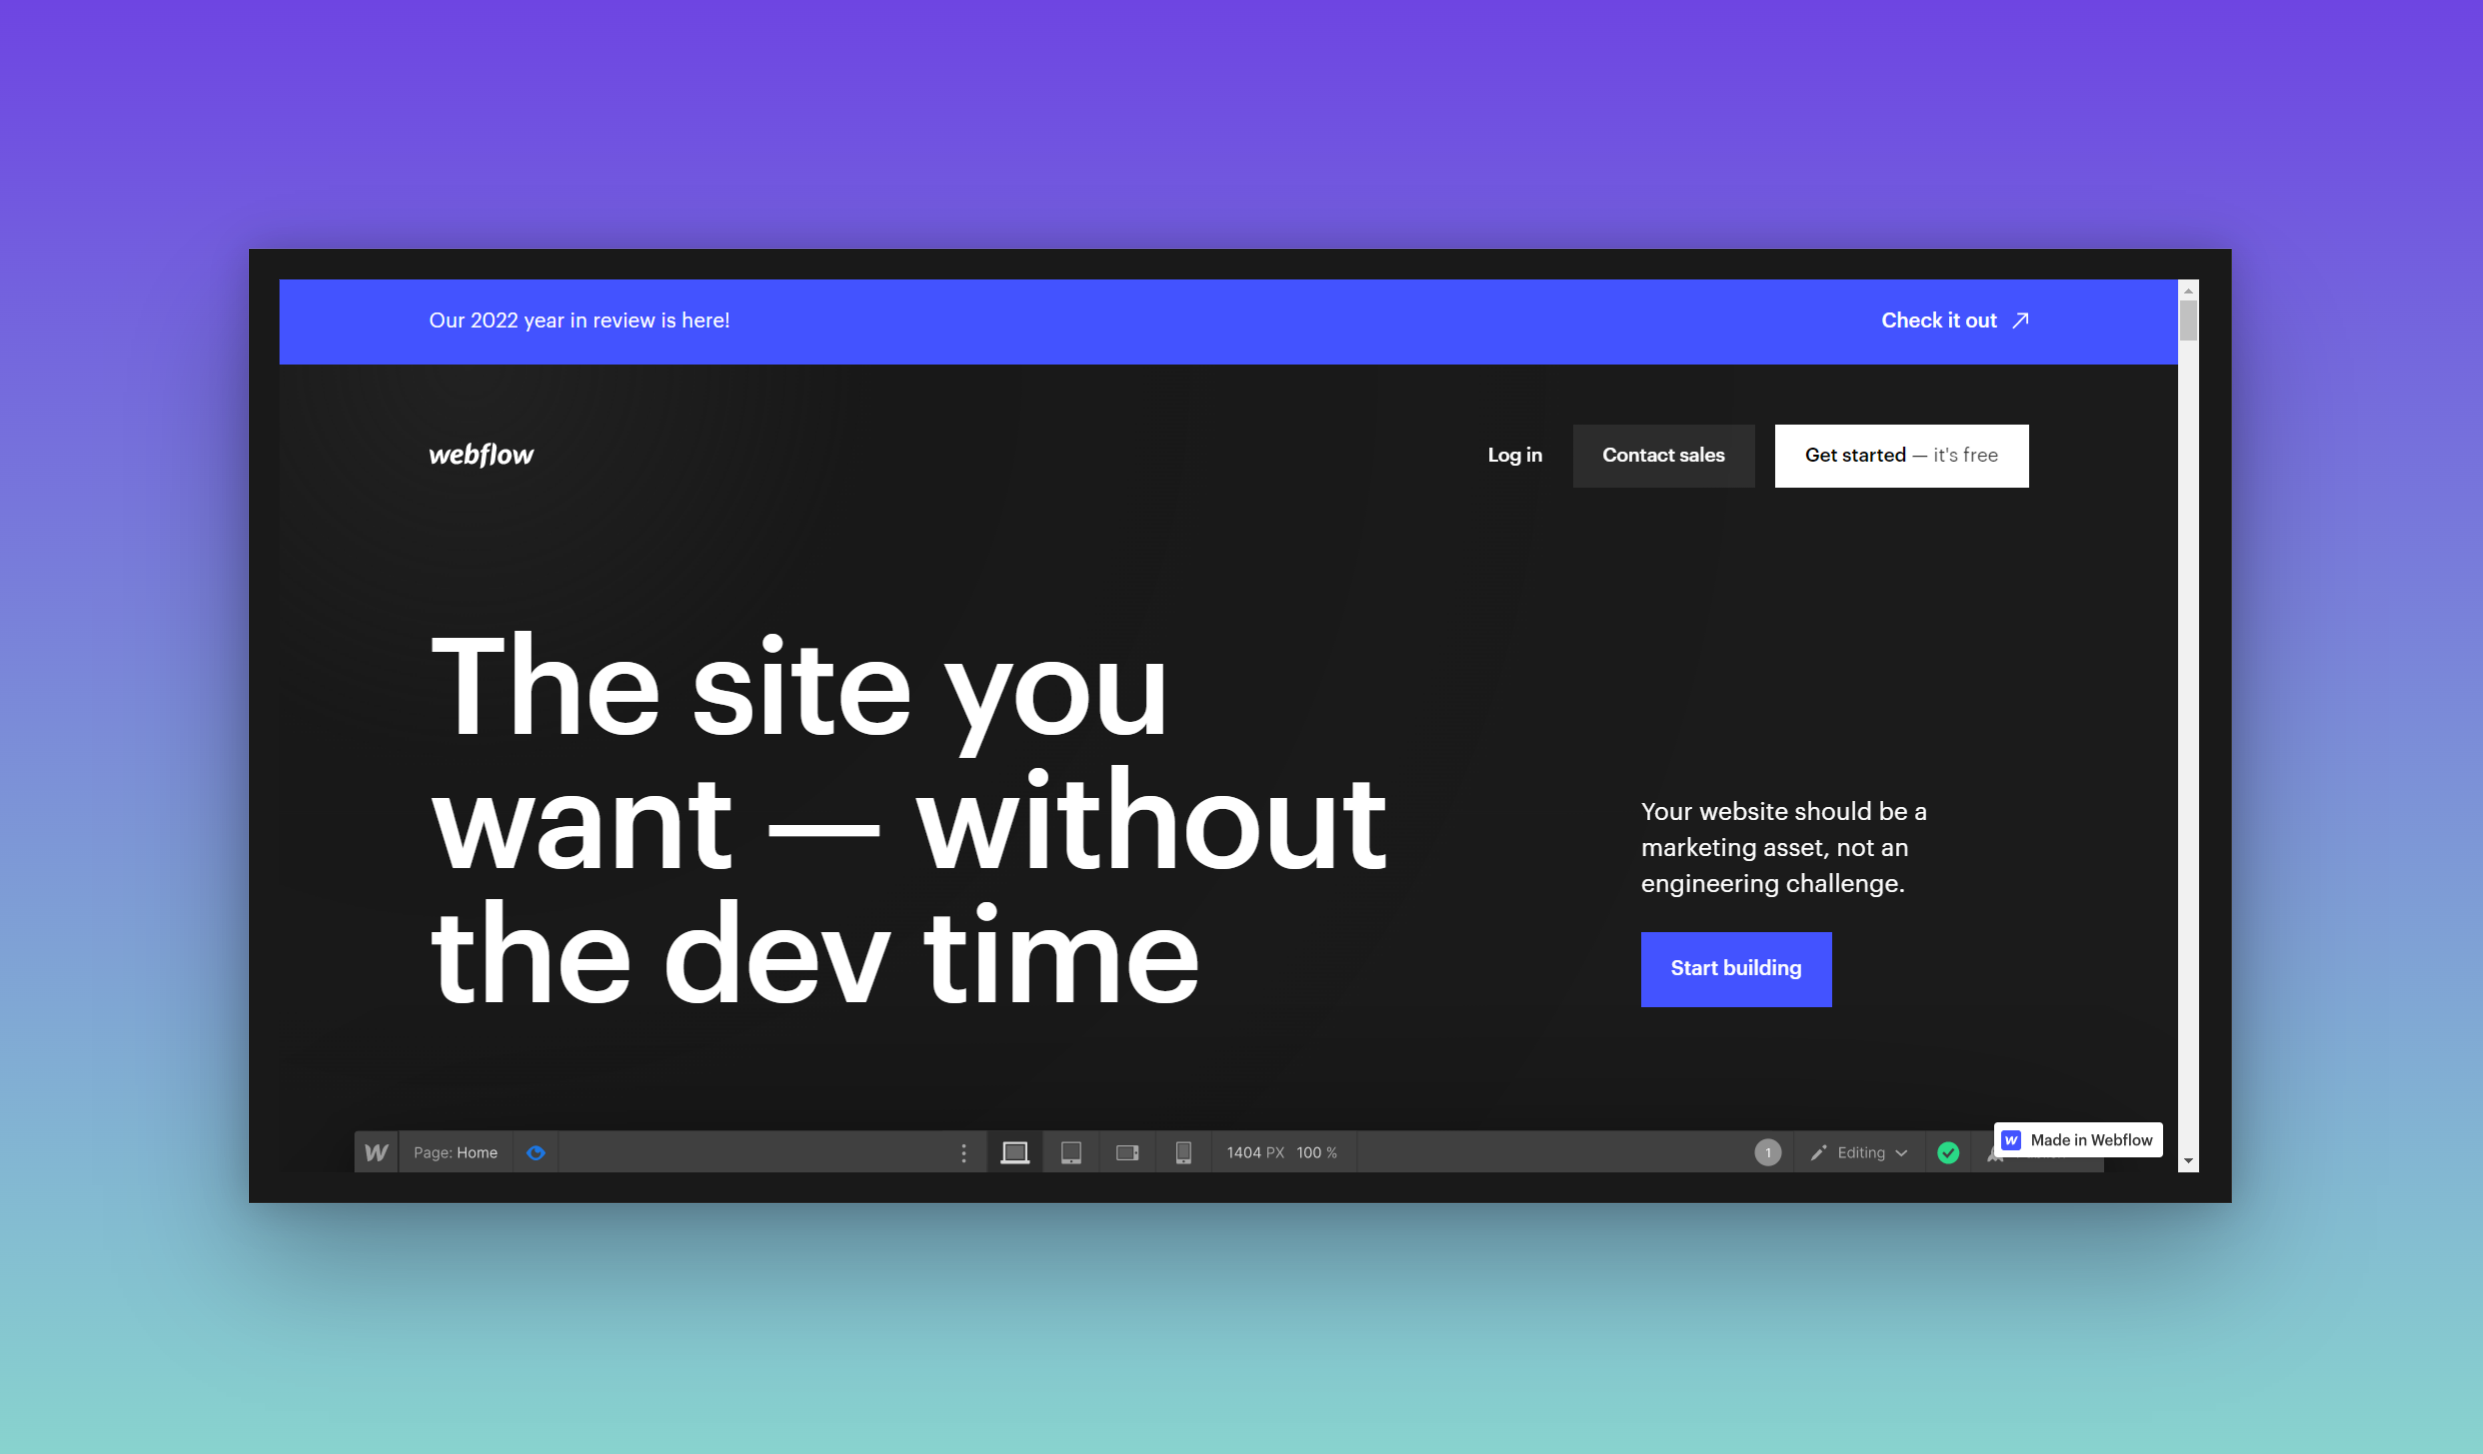 Our 2022 year in review is here!
Check it out
webflow
Log in
Contact sales
Get started — it's free
The site you
want — without
the dev time
Your website should be a
marketing asset, not an
engineering challenge.
Start building
W
Page: Home
1404 PX 100 %
1
Editing
W Made in Webflow